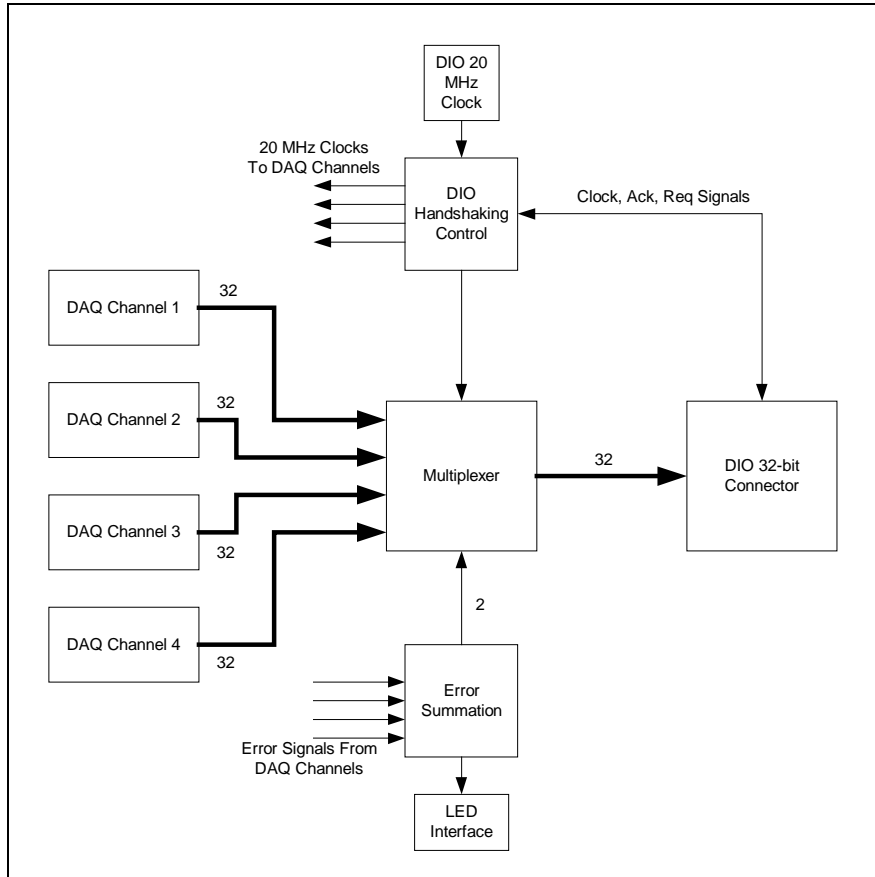 DIO 20
MHz
Clock
20 MHz Clocks
To DAQ Channels
DIO
Handshaking
Control
Clock, Ack, Req Signals
DAQ Channel 1
32
DAQ Channel 2
32
DAQ Channel 3
32
DAQ Channel 4
32
Multiplexer
32
DIO 32-bit
Connector
2
Error
Summation
Error Signals From
DAQ Channels
LED
Interface